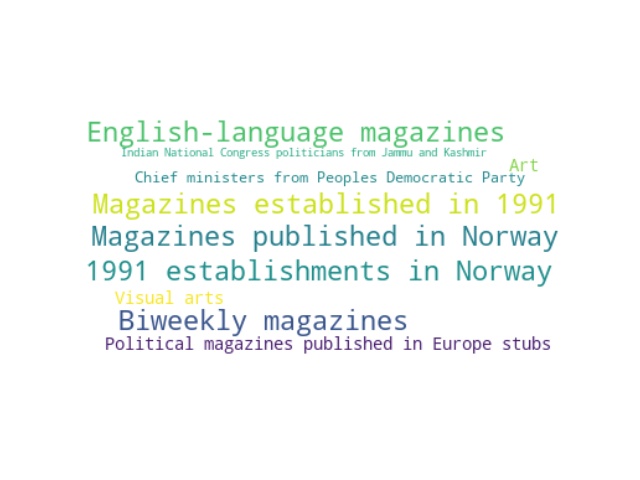 English-language magazines
Indian National Congress politicians from Jammu and Kashmir
Art
Chief ministers from Peoples Democratic Party
Magazines established in 1991
Magazines published in Norway
1991 establishments in Norway
Visual arts
Biweekly magazines
Political magazines published in Europe stubs